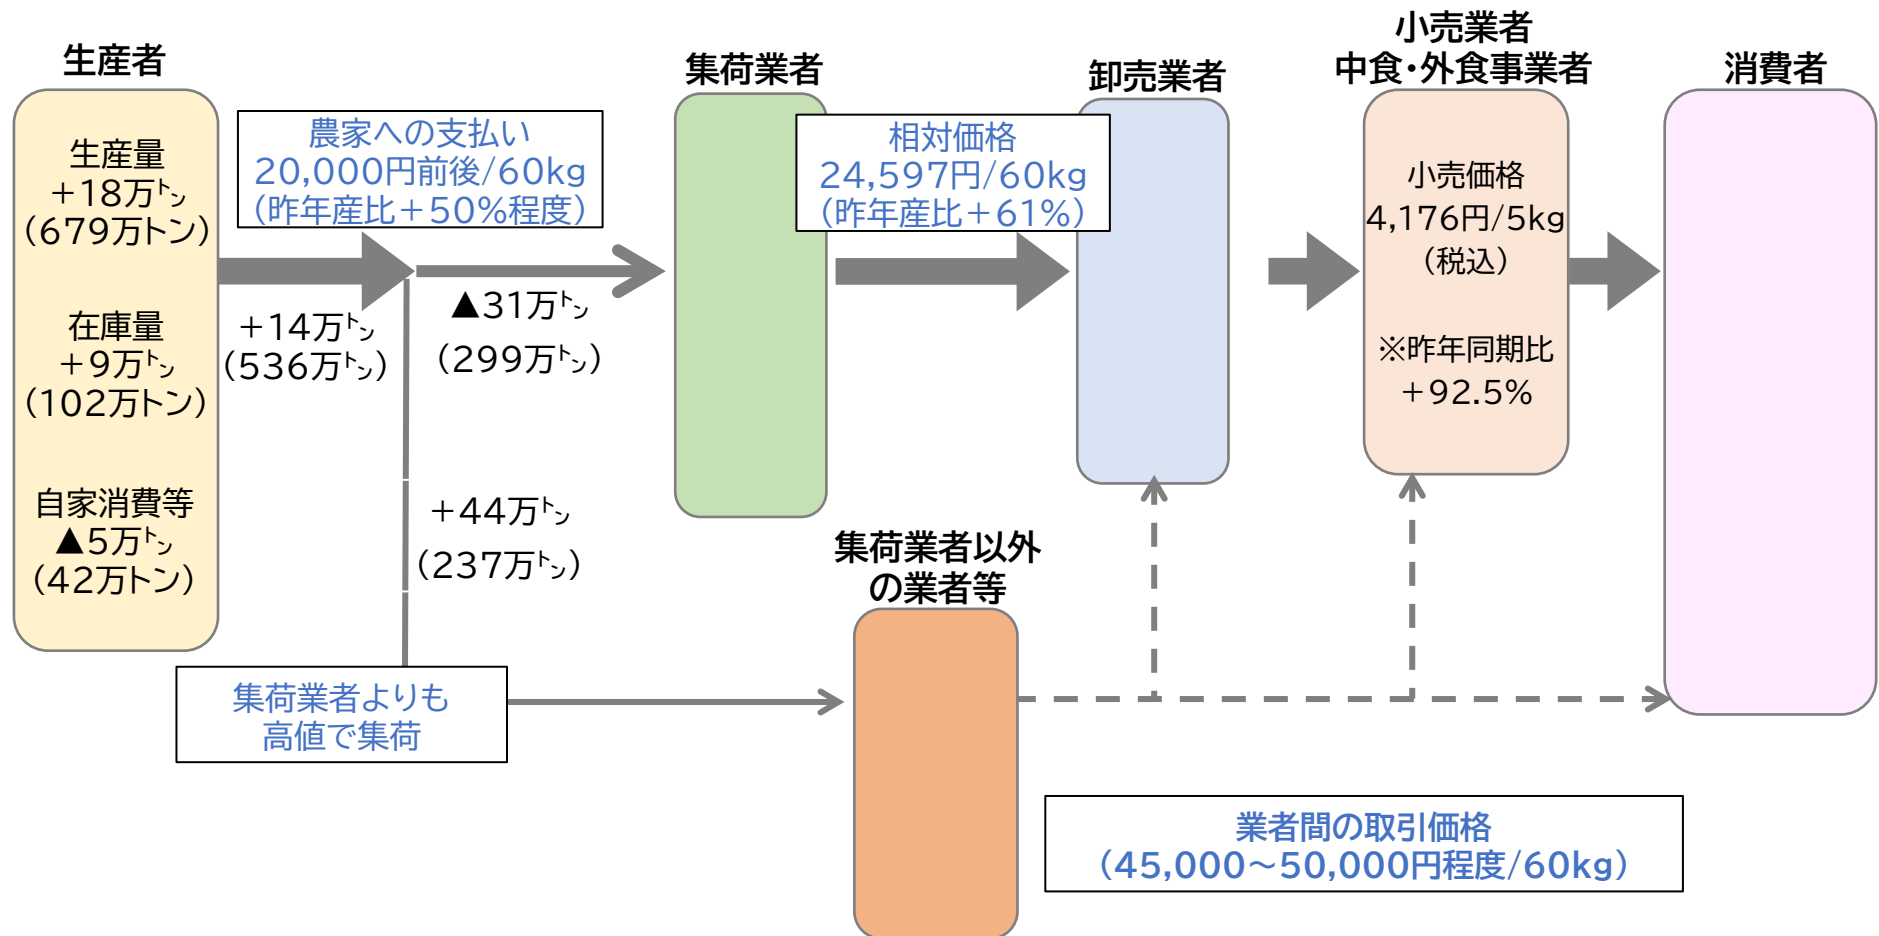 生産者
生産量
+18万トン
(679万トン)
在庫量
+9万トン
(102万トン)
自家消費等
▲5万トン
(42万トン)
農家への支払い
20,000円前後/60kg
(昨年産比+50%程度)
+14万トン
(536万トン)
▲31万トン
(299万トン)
+44万トン
(237万トン)
集荷業者よりも
高値で集荷
集荷業者
相対価格
24,597円/60kg
(昨年産比+61%)
集荷業者以外
の業者等
卸売業者
小売業者
中食・外食事業者
小売価格
4,176円/5kg
(税込)
※昨年同期比
+92.5%
消費者
業者間の取引価格
(45,000~50,000円程度/60kg)